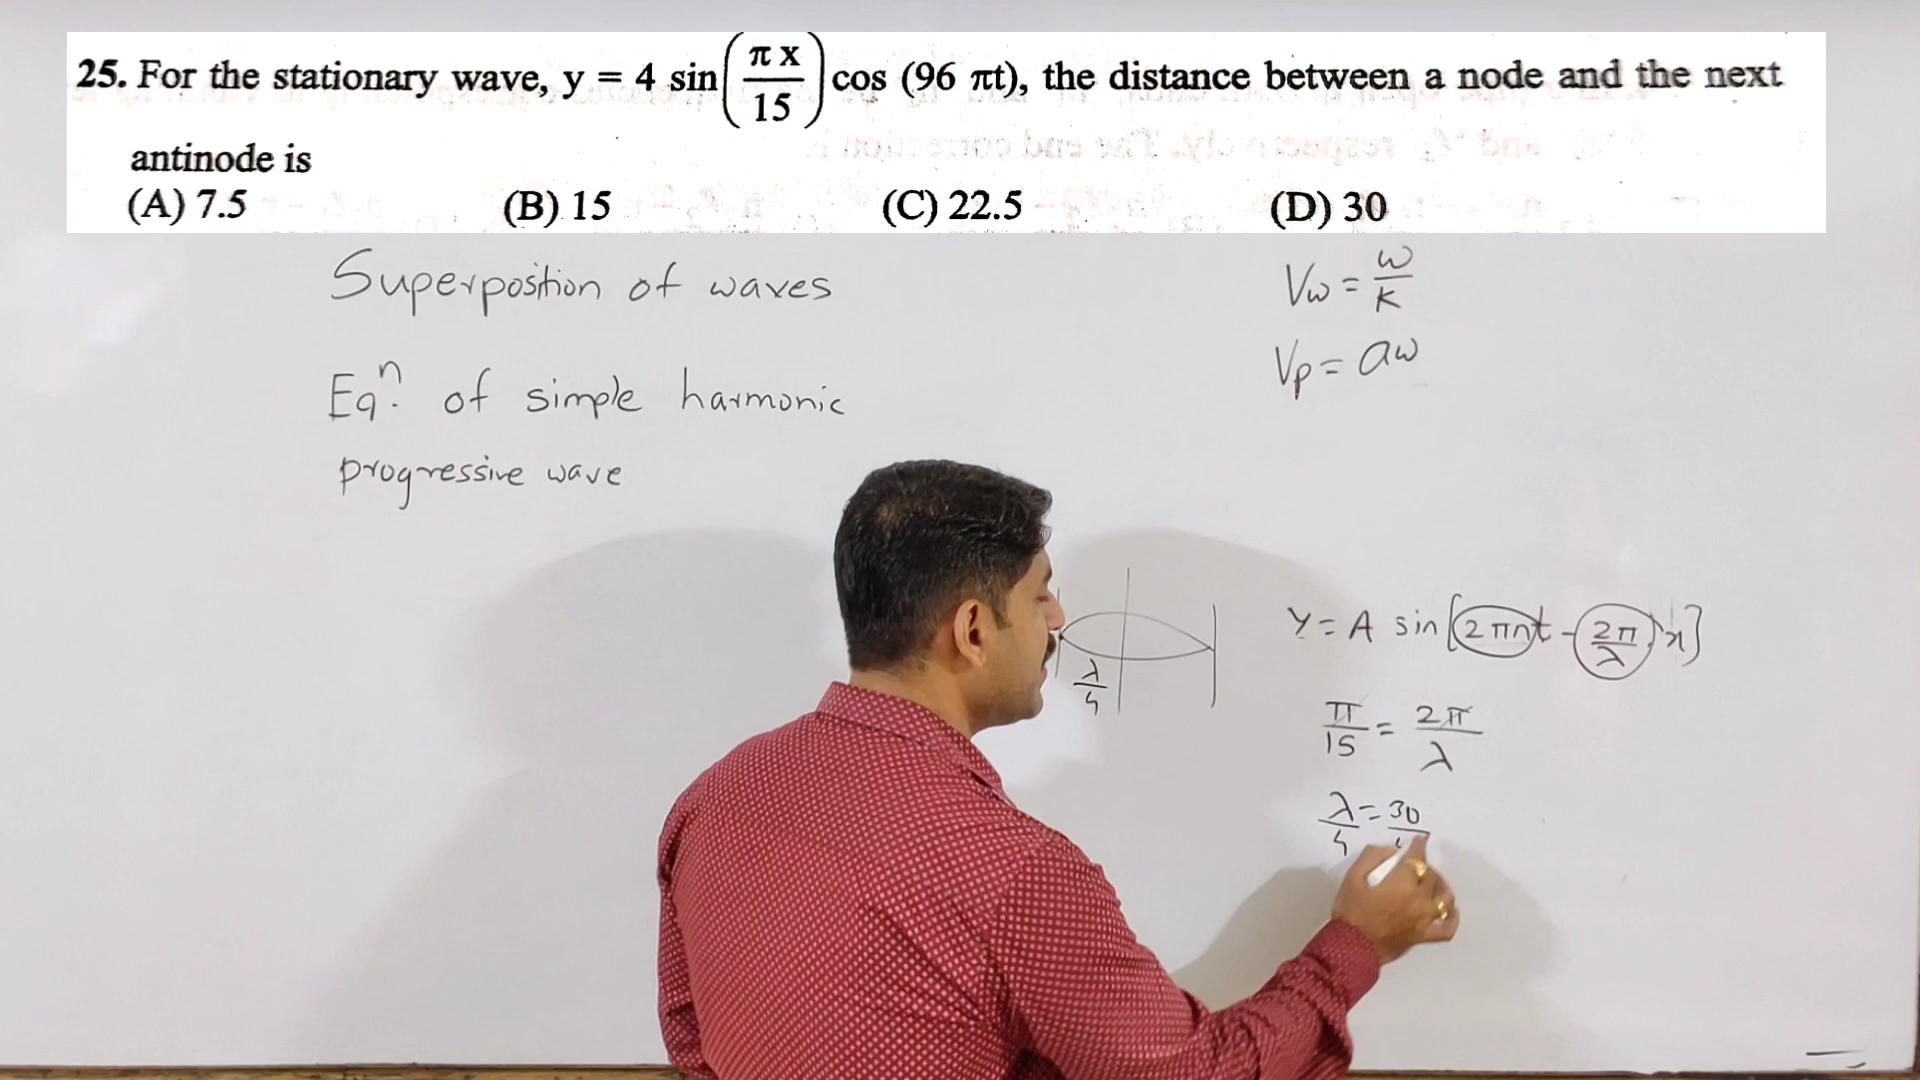 25. For the stationary wave, y = 4 sin(π x / 15) cos (96 πt), the distance between a node and the next
antinode is
(A) 7.5 (B) 15 (C) 22.5 (D) 30
Superposition of waves
Eqn. of simple harmonic
progressive wave
Vw = ω/K
Vp = aω
λ/4
Y = A sin[2πnt - 2π/λ x]
π/15 = 2π/λ
λ/4 = 30/